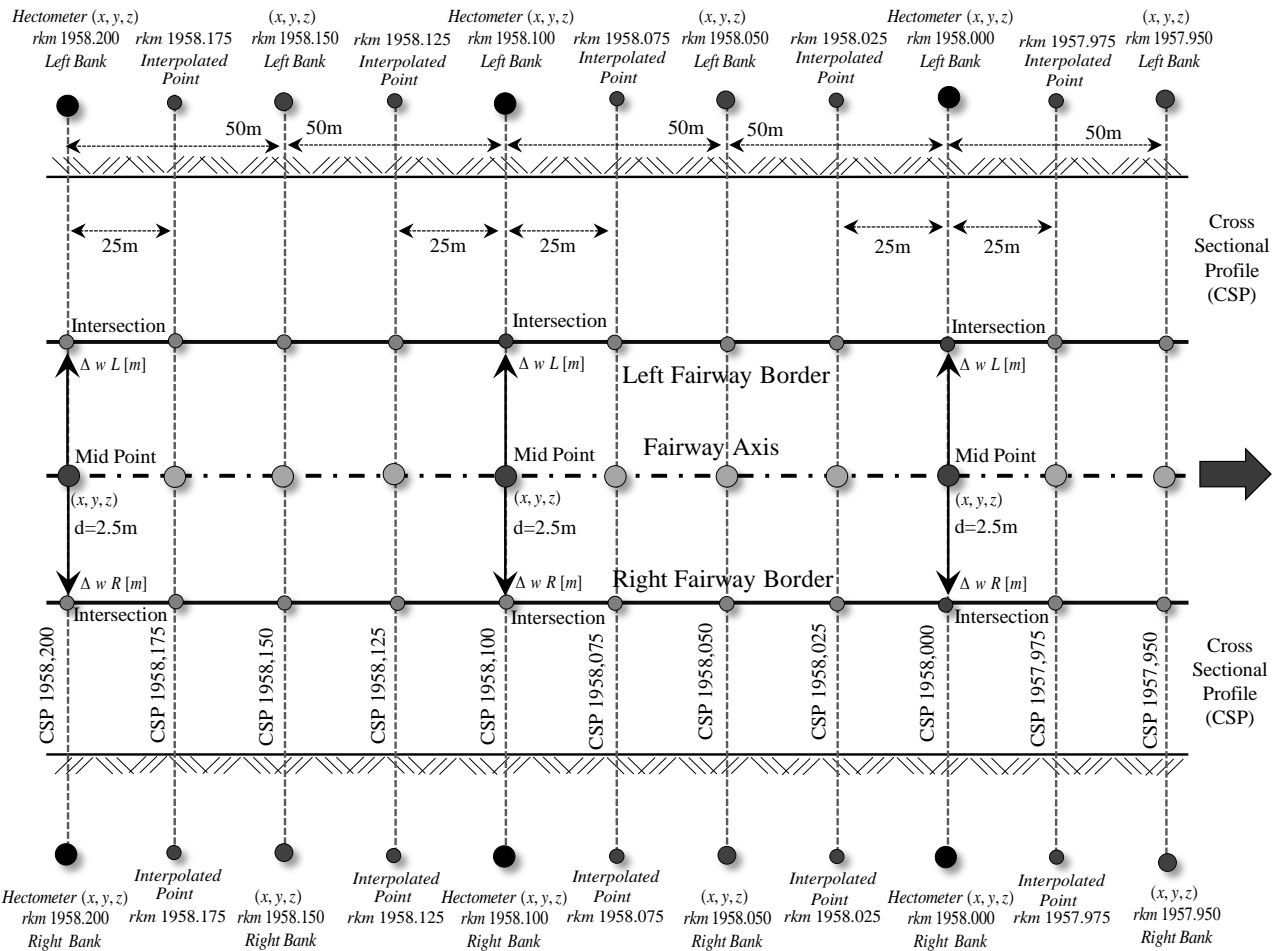 Hectometer (x, y, z)
rkm 1958.200
Left Bank
rkm 1958.175
Interpolated
Point
(x, y, z)
rkm 1958.150
Left Bank
rkm 1958.125
Interpolated
Point
Hectometer (x, y, z)
rkm 1958.100
Left Bank
rkm 1958.075
Interpolated
Point
(x, y, z)
rkm 1958.050
Left Bank
rkm 1958.025
Interpolated
Point
Hectometer (x, y, z)
rkm 1958.000
Left Bank
rkm 1957.975
Interpolated
Point
(x, y, z)
rkm 1957.950
Left Bank
50m
50m
50m
50m
50m
25m
25m
25m
25m
25m
Cross
Sectional
Profile
(CSP)
Intersection
Intersection
Intersection
Δ w L [m]
Δ w L [m]
Δ w L [m]
Left Fairway Border
Fairway Axis
Mid Point
Mid Point
Mid Point
(x, y, z)
(x, y, z)
(x, y, z)
d=2.5m
d=2.5m
d=2.5m
Right Fairway Border
Δ w R [m]
Δ w R [m]
Δ w R [m]
Intersection
Intersection
Intersection
CSP 1958,200
CSP 1958,175
CSP 1958,150
CSP 1958,125
CSP 1958,100
CSP 1958,075
CSP 1958,050
CSP 1958,025
CSP 1958,000
CSP 1957,975
CSP 1957,950
Cross
Sectional
Profile
(CSP)
Hectometer (x, y, z)
rkm 1958.200
Right Bank
Interpolated
Point
rkm 1958.175
(x, y, z)
rkm 1958.150
Right Bank
Interpolated
Point
rkm 1958.125
Hectometer (x, y, z)
rkm 1958.100
Right Bank
Interpolated
Point
rkm 1958.075
(x, y, z)
rkm 1958.050
Right Bank
Interpolated
Point
rkm 1958.025
Hectometer (x, y, z)
rkm 1958.000
Right Bank
Interpolated
Point
rkm 1957.975
(x, y, z)
rkm 1957.950
Right Bank